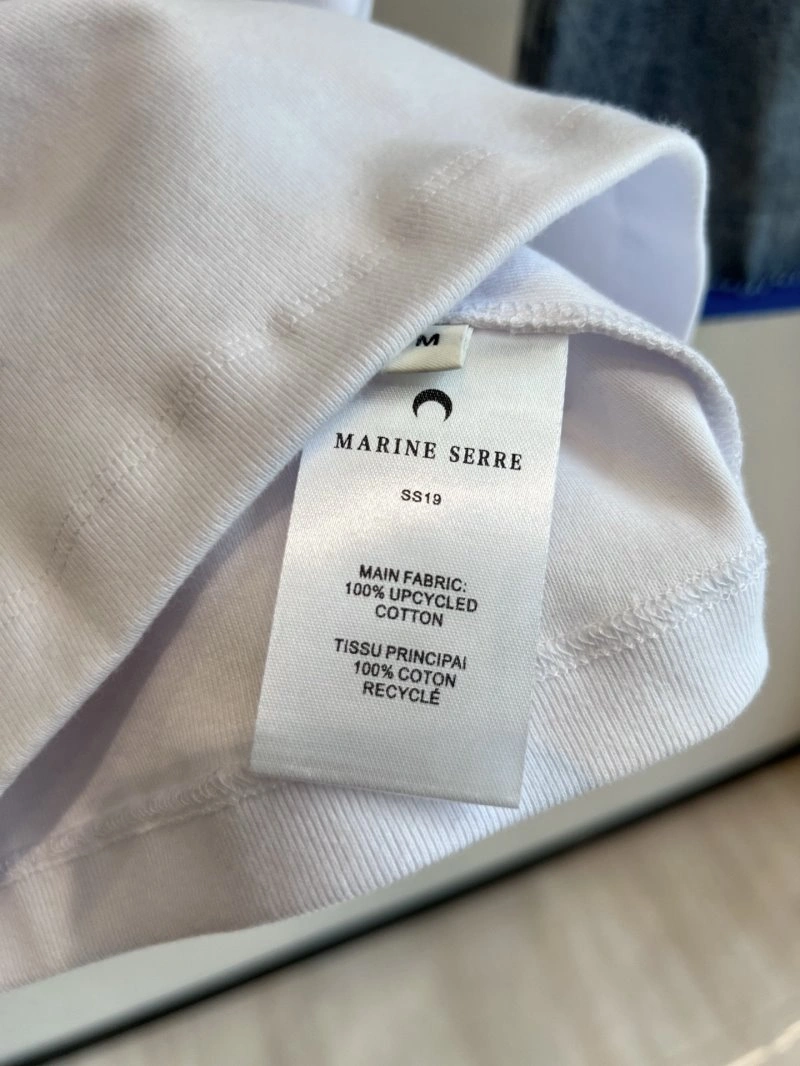 M
MARINE SERRE
SS19
MAIN FABRIC:
100% UPCYCLED
COTTON
TISSU PRINCIPAI
100% COTON
RECYCLÉ